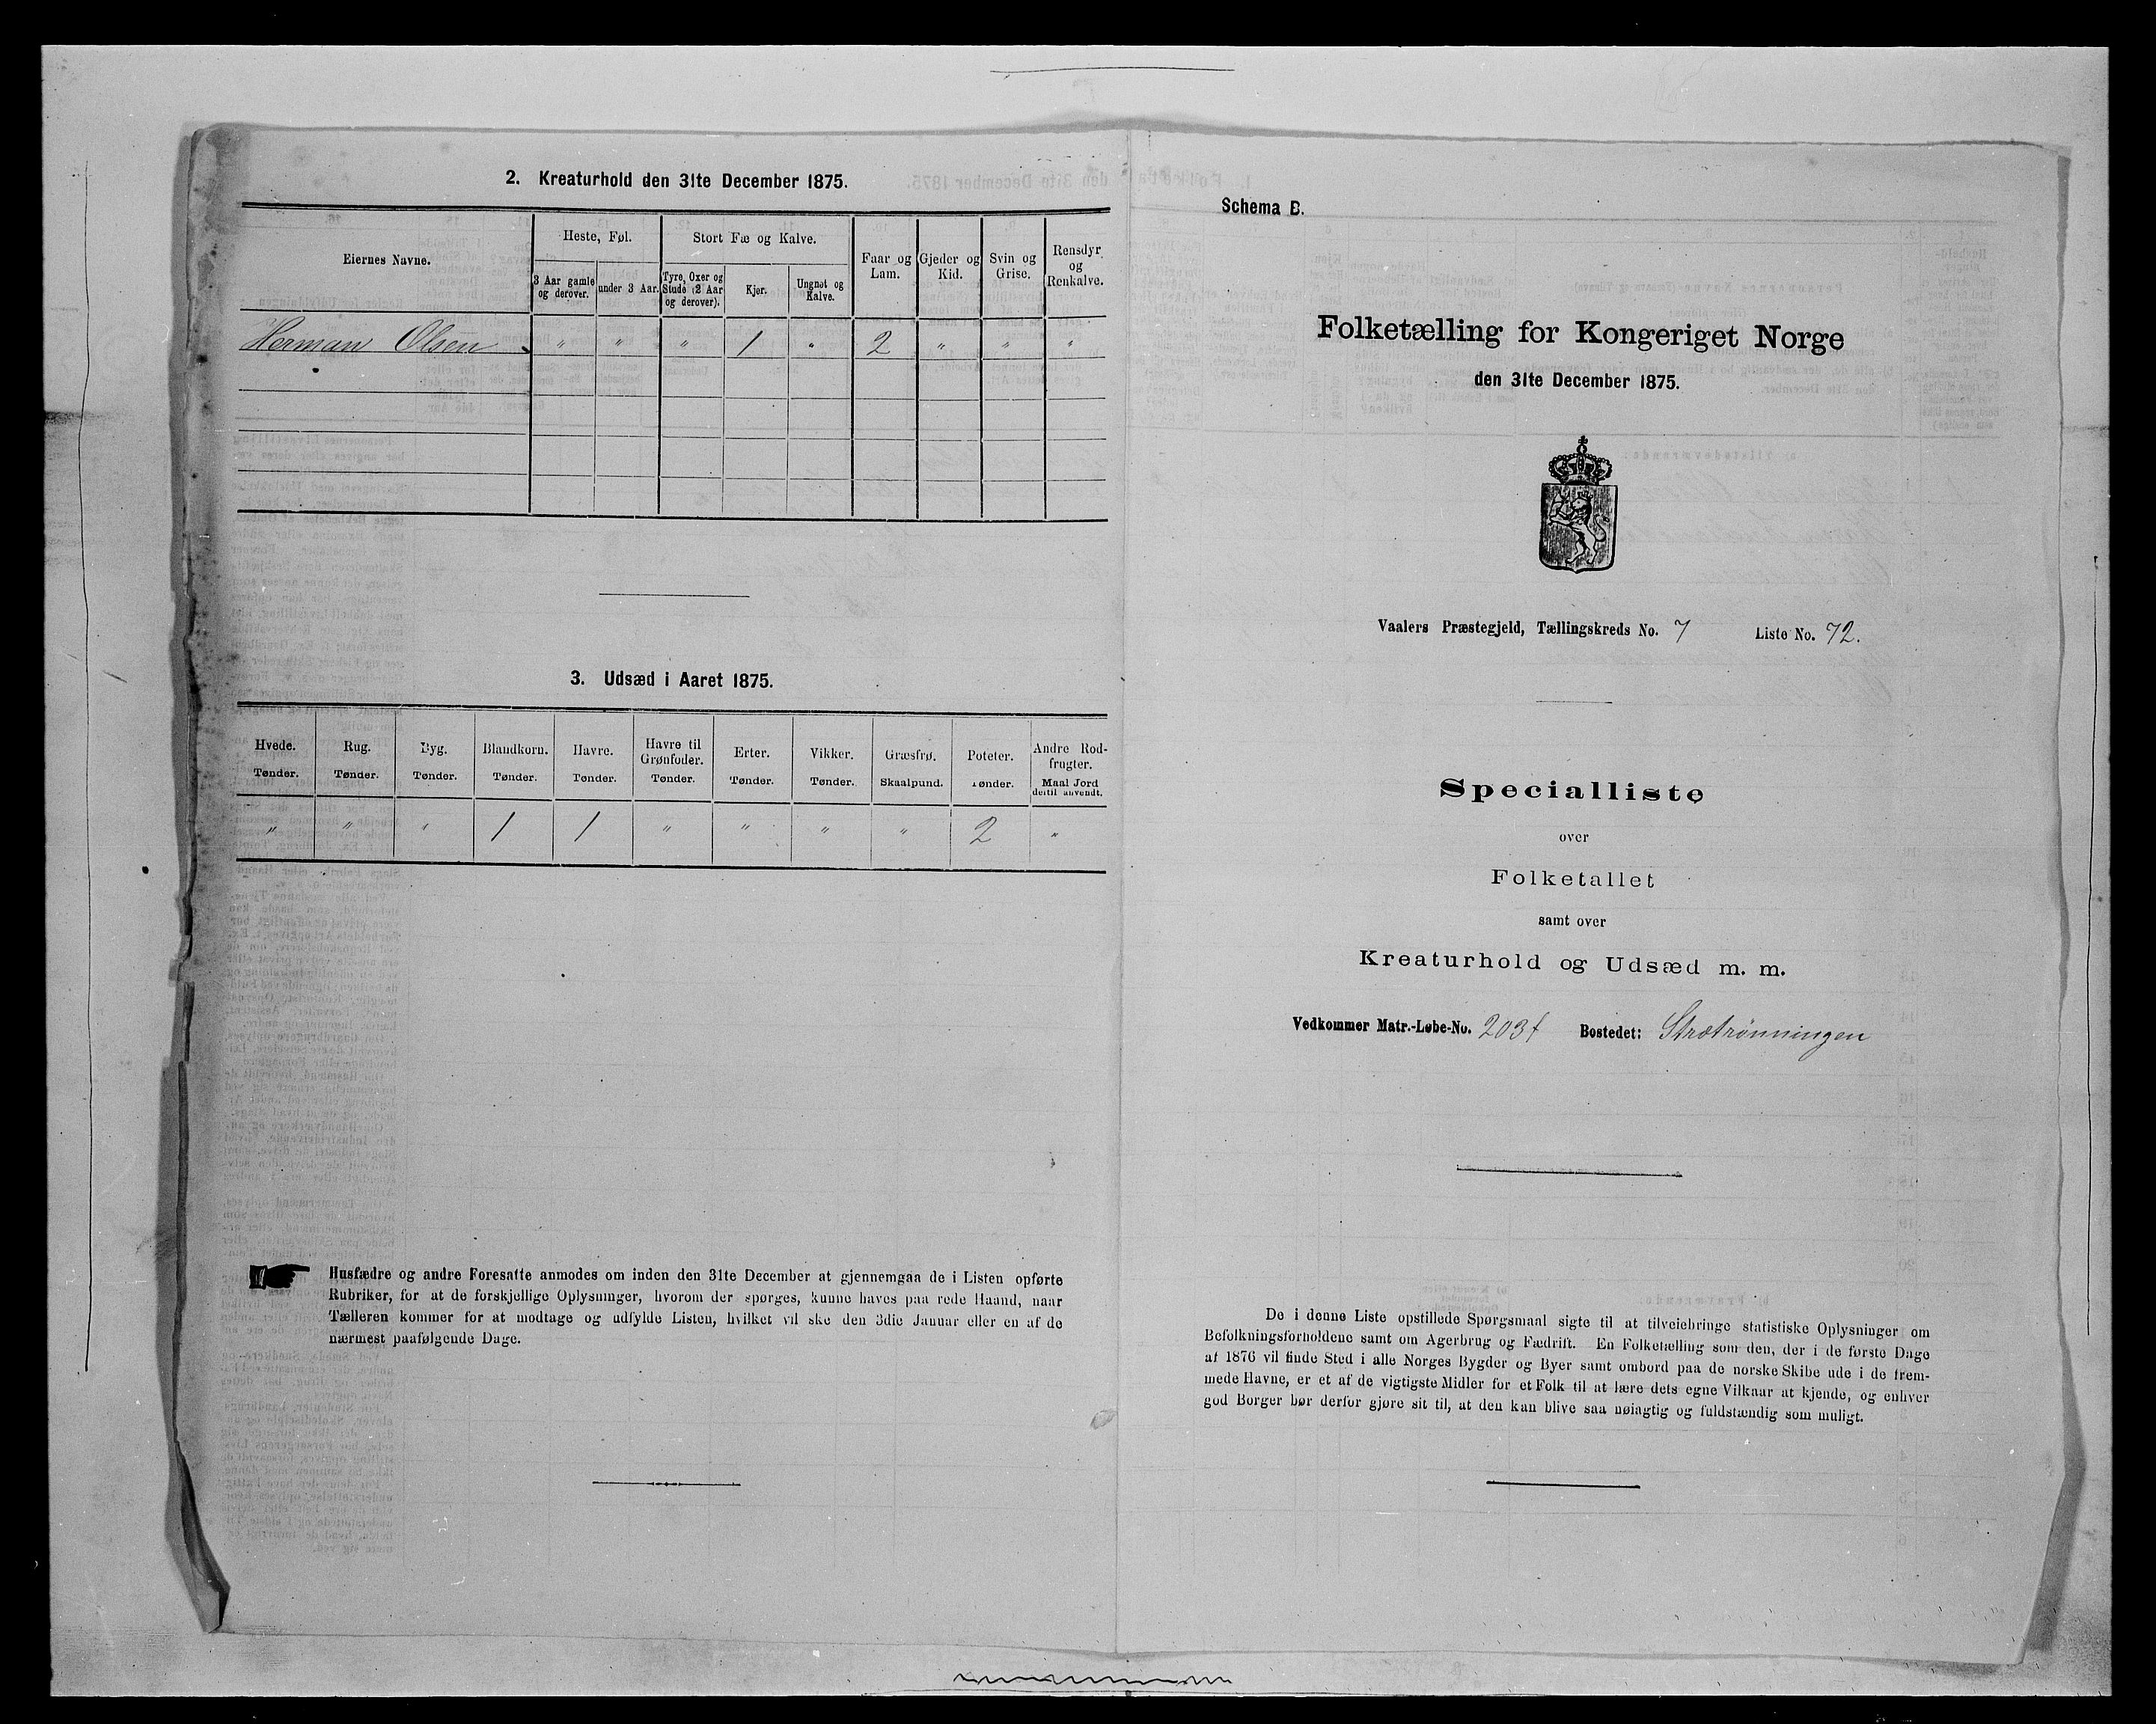 2. Kreaturhold den 31te December 1875.
Eiernes Navne.
Heste, Føl.
Stort Fæ og Kalve.
Faar og Lam.
Gjeder og Kid.
Svin og Grise.
Rensdyr og Renkalve.
3 Aar gamle og derover.
under 3 Aar.
Tyre, Oxer og Stude (2 Aar og derover).
Kjør.
Ungnøt og Kalve.
Herman Olsen " " " 1 " 2 " " "
3. Udsæd i Aaret 1875.
Hvede. Rug. Byg. Blandkorn. Havre. Havre til Grønfoder. Erter. Vikker. Græsfrø. Poteter. Andre Rodfrugter.
Tønder. Tønder. Tønder. Tønder. Tønder. Tønder. Tønder. Tønder. Skaalpund. Tønder. Maal Jord dertil anvendt.
" " " 1 1 " " " " 2 "
Husfædre og andre Foresatte anmodes om inden den 31te December at gjennemgaa de i Listen opførte
Rubriker, for at de forskjellige Oplysninger, hvorom der spørges, kunne haves paa rede Haand, naar
Tælleren kommer for at modtage og udfylde Listen, hvilket vil ske den 3die Januar eller en af de
nærmest paafølgende Dage.
Schema B.
Folketælling for Kongeriget Norge
den 31te December 1875.
Vaalers Præstegjeld, Tællingskreds No. 7 Liste No. 72.
Specialliste
over
Folketallet
samt over
Kreaturhold og Udsæd m. m.
Vedkommer Matr.-Løbe-No. 203f Bostedet: Strætrönningen
De i denne Liste opstillede Spørgsmaal sigte til at tilveiebringe statistiske Oplysninger om
Befolkningsforholdene samt om Agerbrug og Fædrift. En Folketælling som den, der i de første Dage
af 1876 vil finde Sted i alle Norges Bygder og Byer samt ombord paa de norske Skibe ude i de frem-
mede Havne, er et af de vigtigste Midler for et Folk til at lære dets egne Vilkaar at kjende, og enhver
god Borger bør derfor gjøre sit til, at den kan blive saa nøiagtig og fuldstændig som muligt.